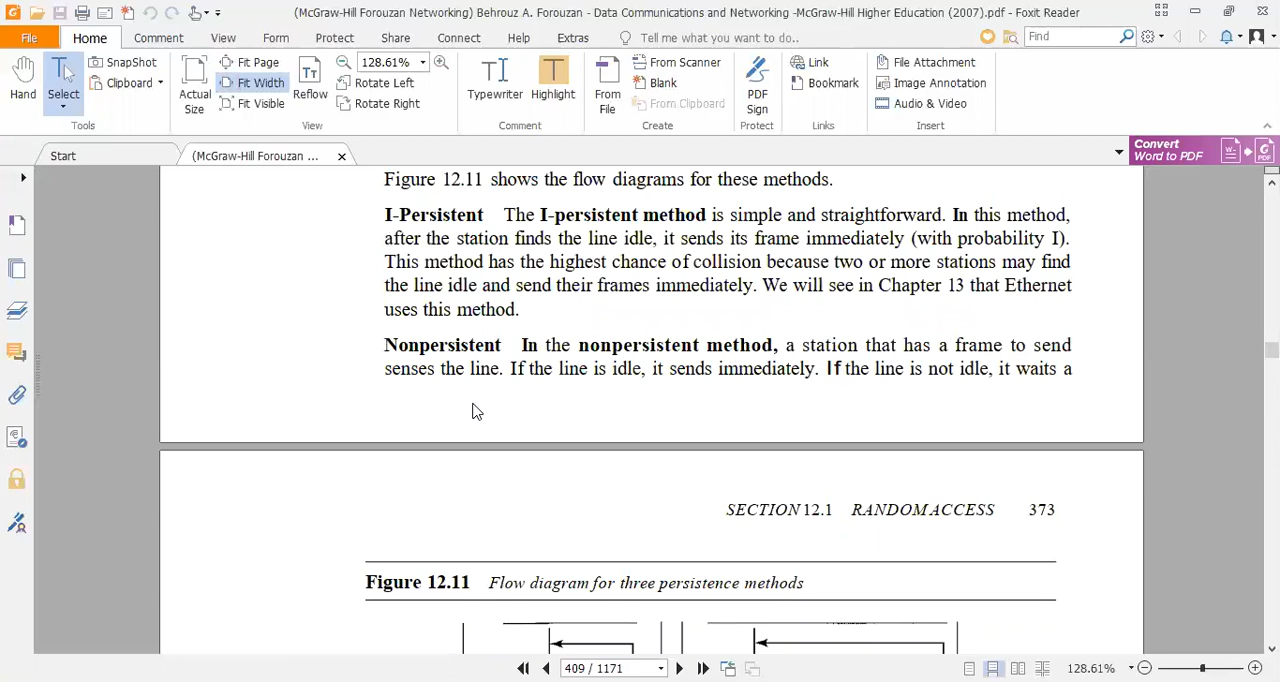 (McGraw-Hill Forouzan Networking) Behrouz A. Forouzan - Data Communications and Networking -McGraw-Hill Higher Education (2007).pdf - Foxit Reader
File Home Comment View Form Protect Share Connect Help Extras Tell me what you want to do... Find
Hand Select SnapShot Clipboard Actual Size Fit Page Fit Width Fit Visible Reflow 128.61% Rotate Left Rotate Right Typewriter Highlight From File From Scanner Blank From Clipboard PDF Sign Link Bookmark File Attachment Image Annotation Audio & Video
Tools View Comment Create Protect Links Insert
Start (McGraw-Hill Forouzan ... Convert Word to PDF
Figure 12.11 shows the flow diagrams for these methods.
I-Persistent The I-persistent method is simple and straightforward. In this method,
after the station finds the line idle, it sends its frame immediately (with probability I).
This method has the highest chance of collision because two or more stations may find
the line idle and send their frames immediately. We will see in Chapter 13 that Ethernet
uses this method.
Nonpersistent In the nonpersistent method, a station that has a frame to send
senses the line. If the line is idle, it sends immediately. If the line is not idle, it waits a
SECTION 12.1 RANDOM ACCESS 373
Figure 12.11 Flow diagram for three persistence methods
409 / 1171 128.61%